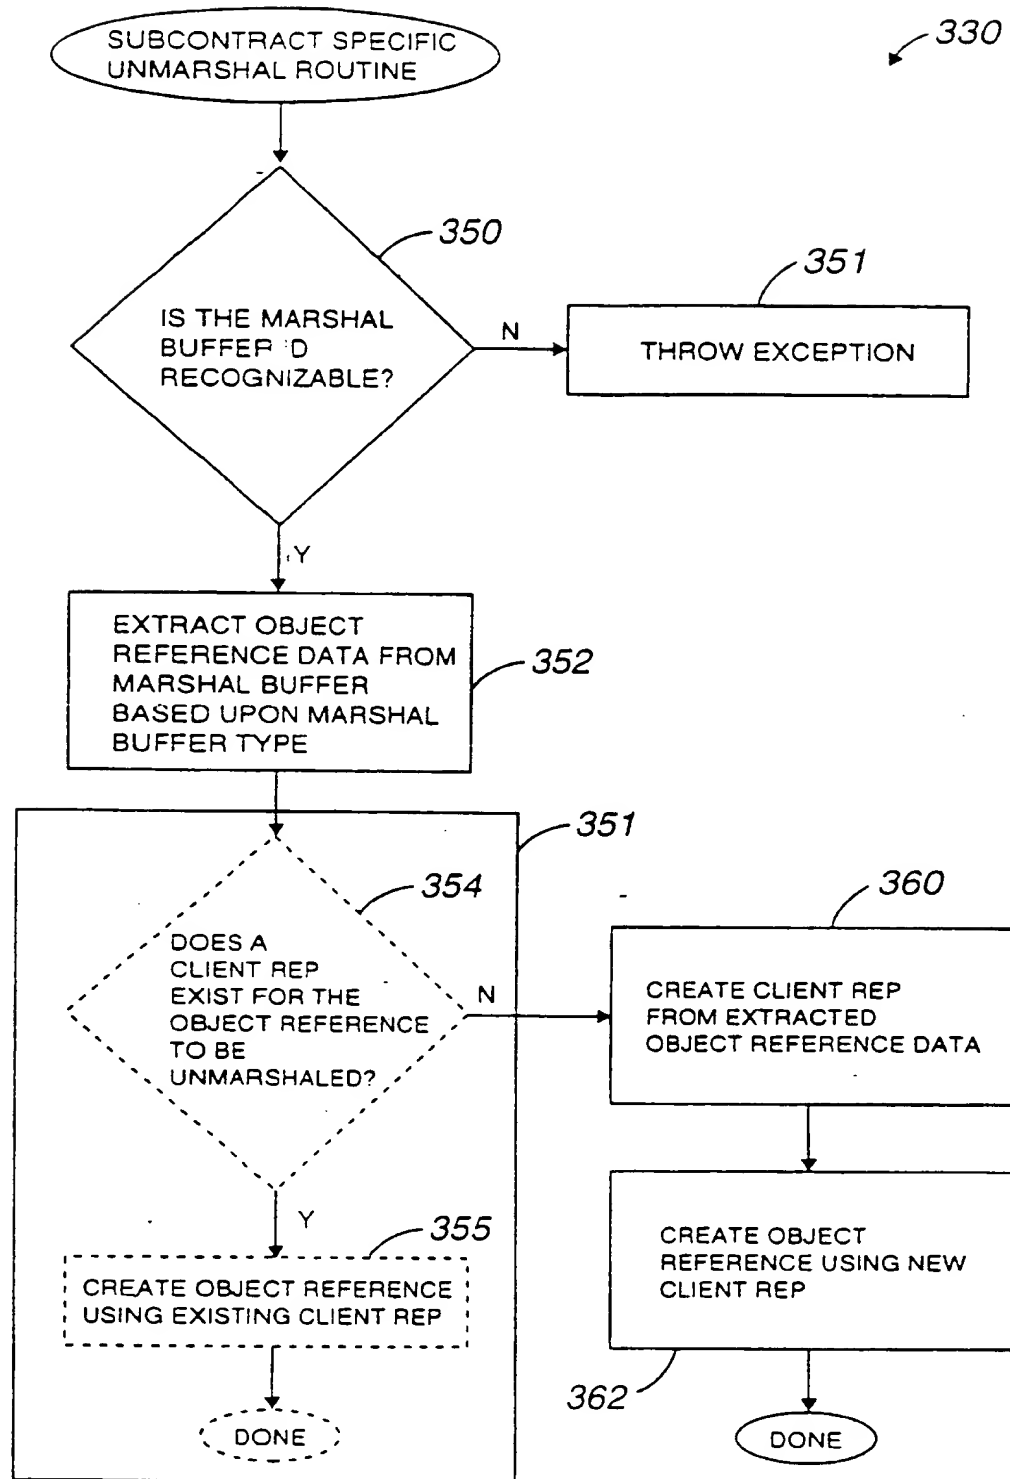 SUBCONTRACT SPECIFIC
UNMARSHAL ROUTINE
330
350
IS THE MARSHAL
BUFFER ID
RECOGNIZABLE?
N
351
THROW EXCEPTION
Y
EXTRACT OBJECT
REFERENCE DATA FROM
MARSHAL BUFFER
BASED UPON MARSHAL
BUFFER TYPE
352
351
354
DOES A
CLIENT REP
EXIST FOR THE
OBJECT REFERENCE
TO BE
UNMARSHALED?
N
360
CREATE CLIENT REP
FROM EXTRACTED
OBJECT REFERENCE DATA
Y
355
CREATE OBJECT REFERENCE
USING EXISTING CLIENT REP
DONE
CREATE OBJECT
REFERENCE USING NEW
CLIENT REP
362
DONE